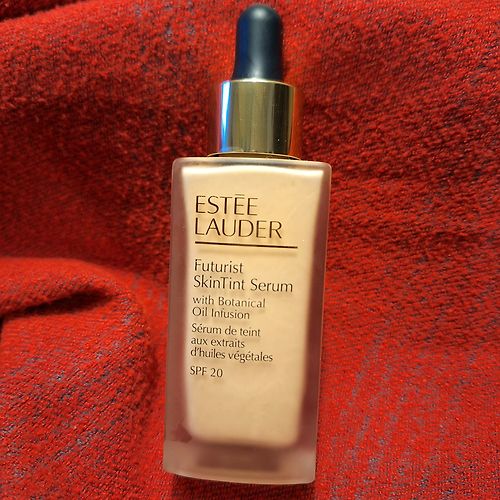 ESTĒE
LAUDER
Futurist
SkinTint Serum
with Botanical
Oil Infusion
Sérum de teint
aux extraits
d'huiles végétales
SPF 20